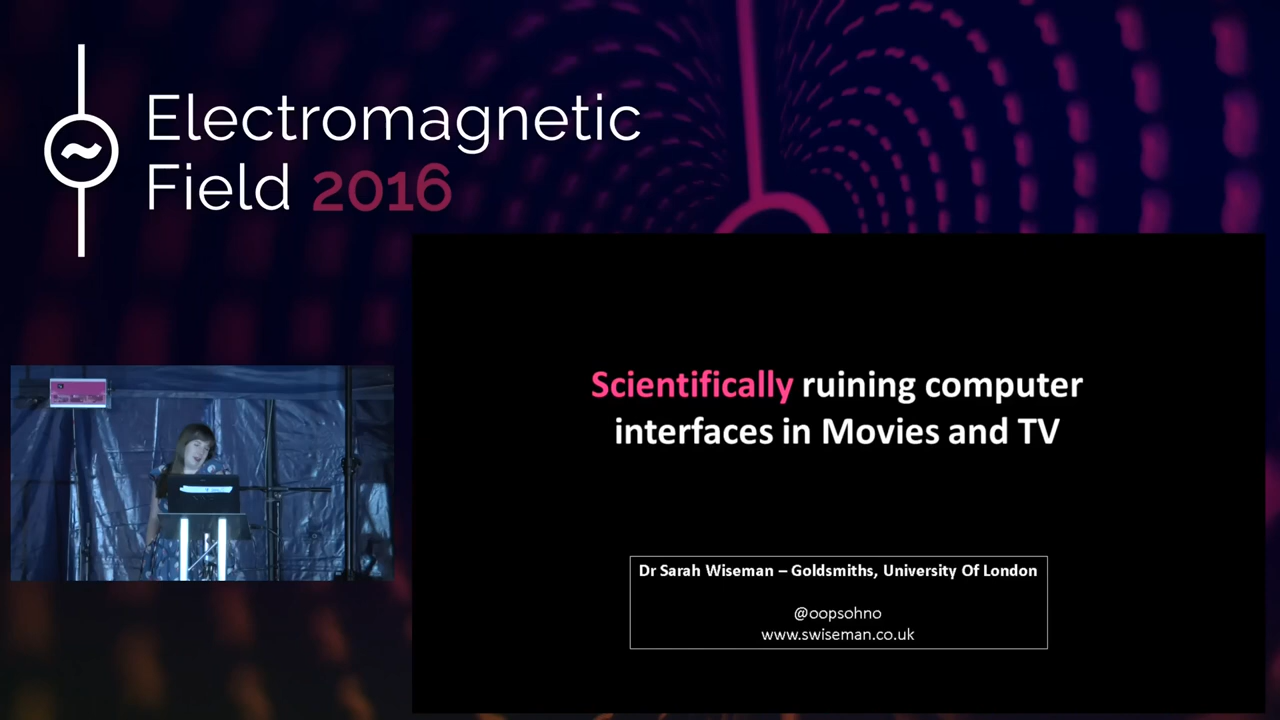 Electromagnetic
Field 2016
Scientifically ruining computer
interfaces in Movies and TV
Dr Sarah Wiseman – Goldsmiths, University Of London
@oopsohno
www.swiseman.co.uk